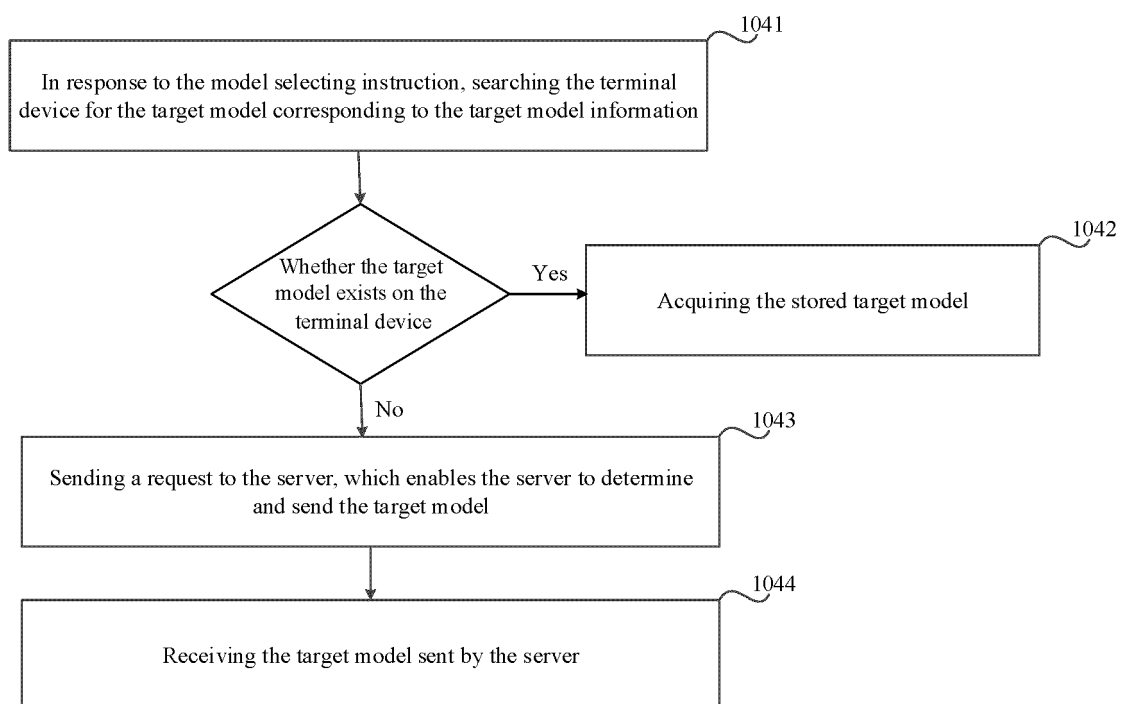 1041
In response to the model selecting instruction, searching the terminal
device for the target model corresponding to the target model information
Whether the target
model exists on the
terminal device
Yes
1042
Acquiring the stored target model
No
1043
Sending a request to the server, which enables the server to determine
and send the target model
1044
Receiving the target model sent by the server